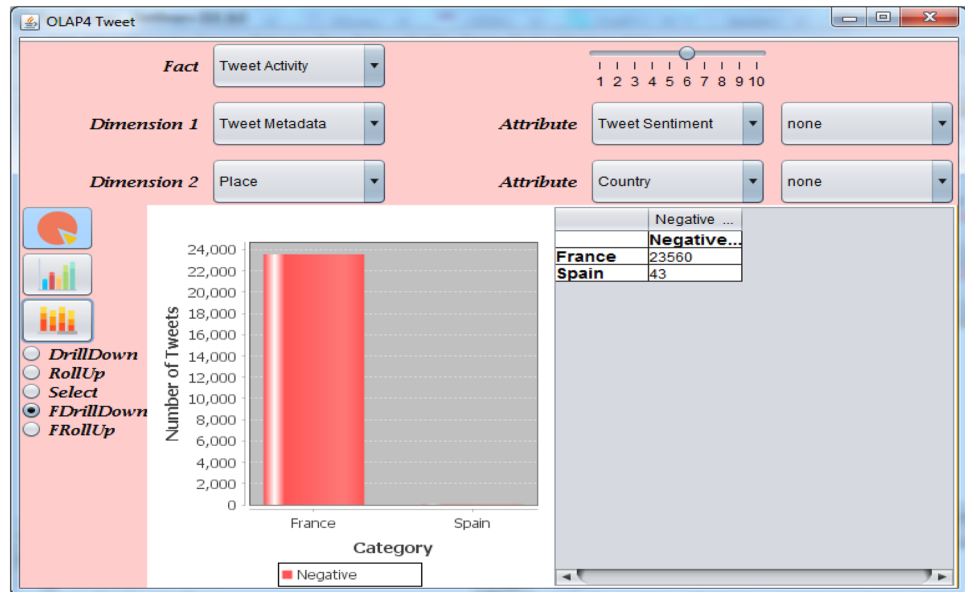 OLAP4 Tweet
Fact Tweet Activity
1 2 3 4 5 6 7 8 9 10
Dimension 1 Tweet Metadata Attribute Tweet Sentiment none
Dimension 2 Place Attribute Country none
DrillDown
RollUp
Select
FDrillDown
FRollUp
Number of Tweets
24,000
22,000
20,000
18,000
16,000
14,000
12,000
10,000
8,000
6,000
4,000
2,000
0
France Spain
Category
Negative
Negative ...
Negative...
France 23560
Spain 43